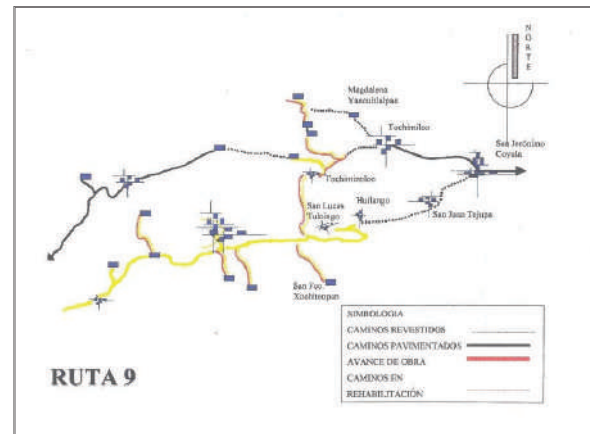 NORTE
Magdalena
Yancuitlalpan
Tochimilco
San Jerónimo
Coyula
Tochimizolco
San Lucas
Tulcingo
Huilango
San Juan Tejupa
San Fco.
Xochiteopan
SIMBOLOGIA
CAMINOS REVESTIDOS
CAMINOS PAVIMENTADOS
AVANCE DE OBRA
CAMINOS EN
REHABILITACIÓN
RUTA 9